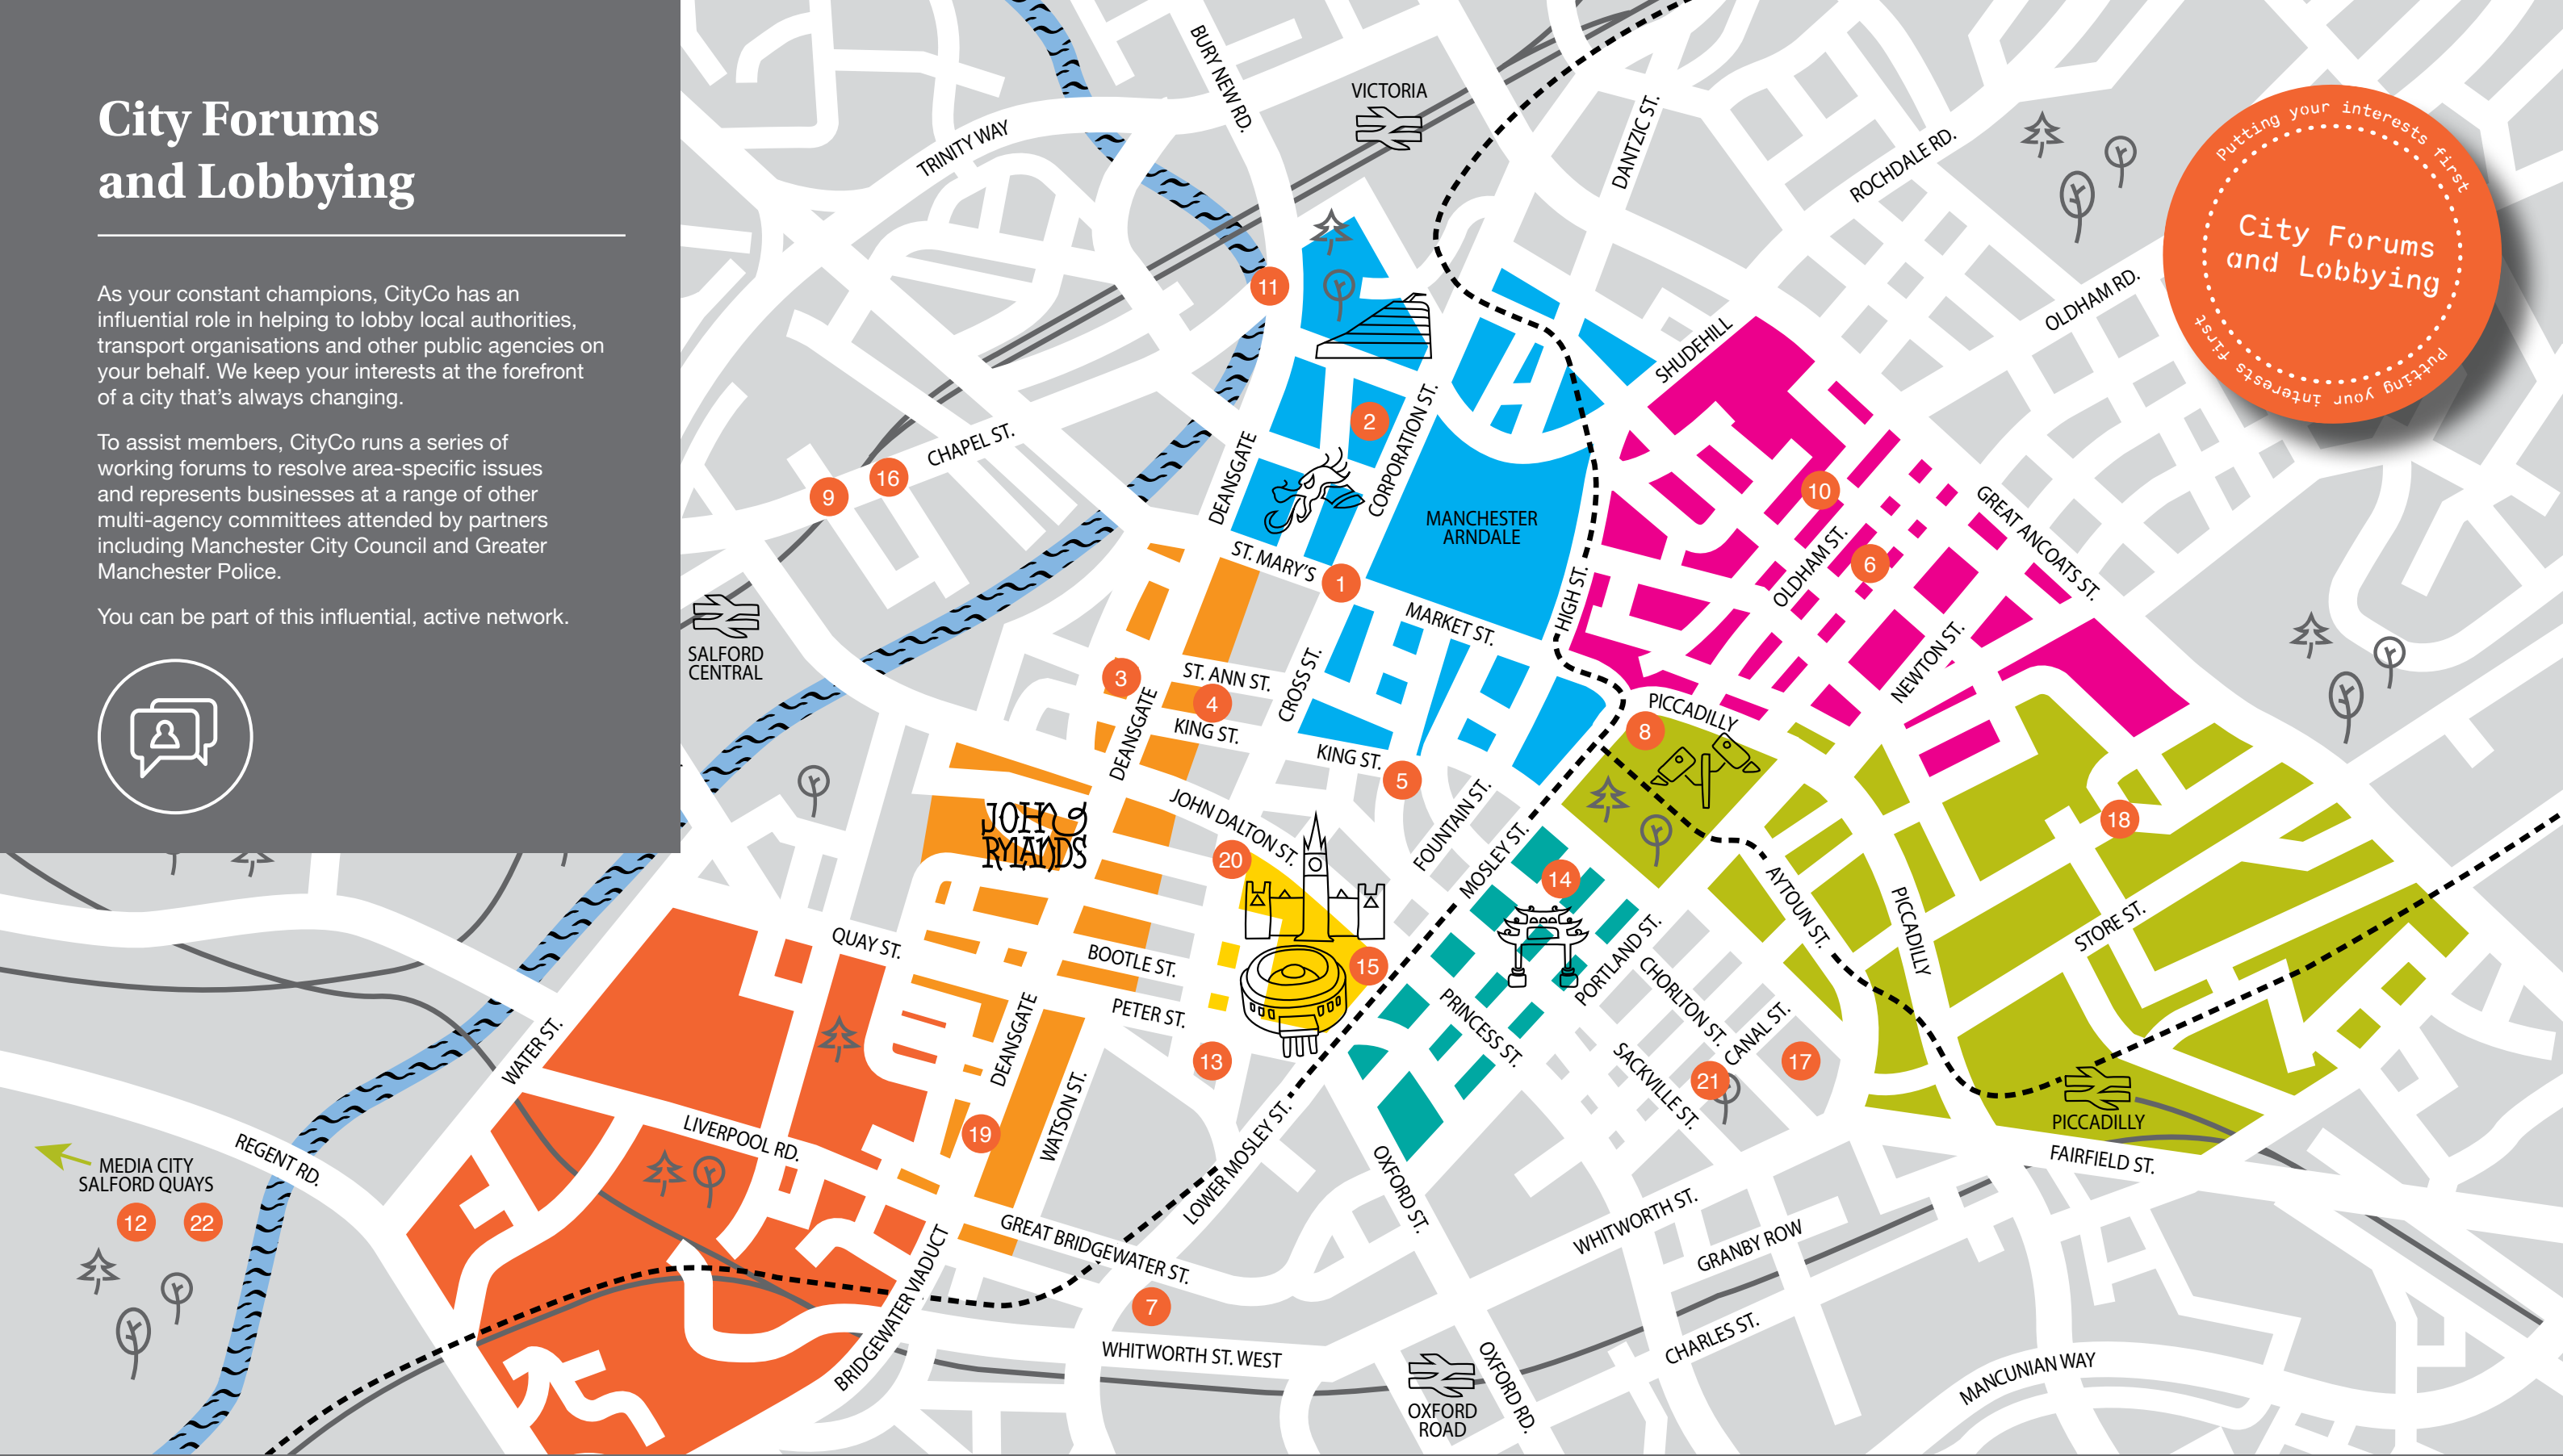 City Forums
and Lobbying
As your constant champions, CityCo has an
influential role in helping to lobby local authorities,
transport organisations and other public agencies on
your behalf. We keep your interests at the forefront
of a city that's always changing.
To assist members, CityCo runs a series of
working forums to resolve area-specific issues
and represents businesses at a range of other
multi-agency committees attended by partners
including Manchester City Council and Greater
Manchester Police.
You can be part of this influential, active network.
Putting your interests first
City Forums
and Lobbying
Putting your interests first
BURY NEW RD.
VICTORIA
TRINITY WAY
DANTZIC ST.
ROCHDALE RD.
OLDHAM RD.
11
SHUDEHILL
2
CORPORATION ST.
DEANSGATE
CHAPEL ST.
16
9
10
GREAT ANCOATS ST.
MANCHESTER
ARNDALE
OLDHAM ST.
6
ST. MARY'S
1
HIGH ST.
MARKET ST.
SALFORD
CENTRAL
NEWTON ST.
3
ST. ANN ST.
4
CROSS ST.
DEANSGATE
KING ST.
KING ST.
5
PICCADILLY
8
JOHN DALTON ST.
FOUNTAIN ST.
MOSLEY ST.
18
JOHN
RYLANDS
20
14
AYTOUN ST.
PICCADILLY
STORE ST.
QUAY ST.
BOOTLE ST.
15
PORTLAND ST.
CHORLTON ST.
PETER ST.
PRINCESS ST.
CANAL ST.
DEANSGATE
WATER ST.
13
SACKVILLE ST.
21
17
PICCADILLY
FAIRFIELD ST.
LIVERPOOL RD.
19
WATSON ST.
LOWER MOSLEY ST.
OXFORD ST.
REGENT RD.
MEDIA CITY
SALFORD QUAYS
12
22
GREAT BRIDGEWATER ST.
WHITWORTH ST.
GRANBY ROW
BRIDGEWATER VIADUCT
7
WHITWORTH ST. WEST
CHARLES ST.
OXFORD RD.
MANCUNIAN WAY
OXFORD
ROAD